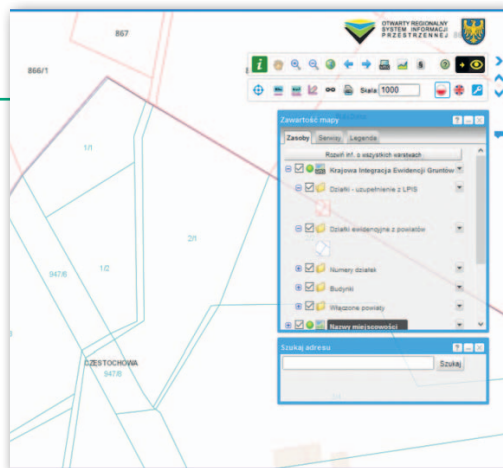 OTWARTY REGIONALNY
SYSTEM INFORMACJI
PRZESTRZENNEJ
867
866/1
Skala: 1000
Zawartość mapy
Zasoby Serwisy Legenda
Rozwiń inf. o wszystkich warstwach
Krajowa Integracja Ewidencji Gruntów
Działki - uzupełnienie z LPIS
Działki ewidencyjne z powiatów
Numery działek
Budynki
Włączone powiaty
Nazwy miejscowości
Szukaj adresu
Szukaj
1/1
2/1
947/6
1/2
CZĘSTOCHOWA
947/8